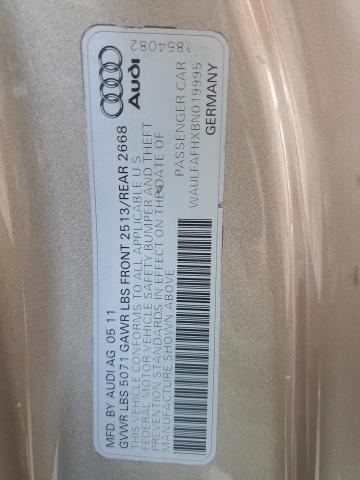 Audi
1854082
MFD BY AUDI AG 05 11
GVWR LBS 5071 GAWR LBS FRONT 2513/REAR 2668
THIS VEHICLE CONFORMS TO ALL APPLICABLE U S
FEDERAL MOTOR VEHICLE SAFETY BUMPER AND THEFT
PREVENTION STANDARDS IN EFFECT ON THE DATE OF
MANUFACTURE SHOWN ABOVE
PASSENGER CAR
WAULFAFHXBN019995
GERMANY